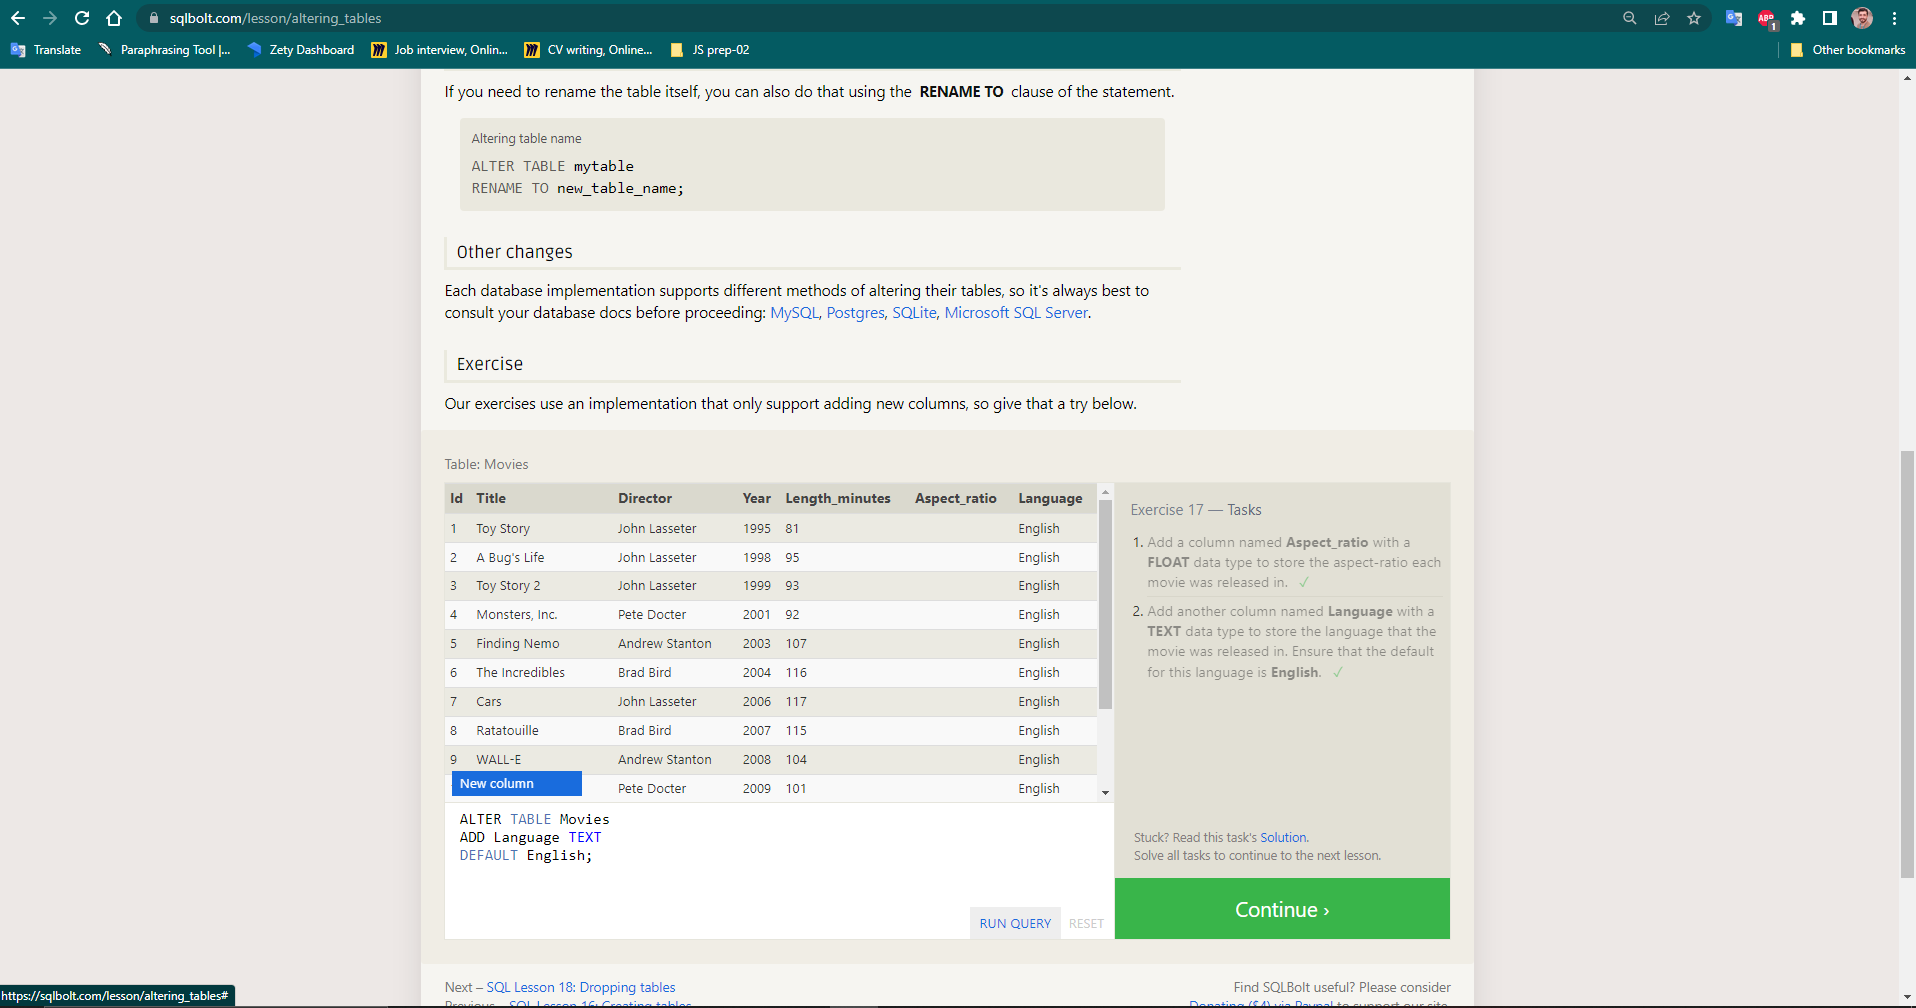 sqlbolt.com/lesson/altering_tables
ABP
1
Translate
Paraphrasing Tool |...
Zety Dashboard
Job interview, Onlin...
CV writing, Online...
JS prep-02
Other bookmarks
If you need to rename the table itself, you can also do that using the RENAME TO clause of the statement.
Altering table name
ALTER TABLE mytable
RENAME TO new_table_name;
Other changes
Each database implementation supports different methods of altering their tables, so it's always best to
consult your database docs before proceeding: MySQL, Postgres, SQLite, Microsoft SQL Server.
Exercise
Our exercises use an implementation that only support adding new columns, so give that a try below.
Table: Movies
Id Title Director Year Length_minutes Aspect_ratio Language
1 Toy Story John Lasseter 1995 81 English
2 A Bug's Life John Lasseter 1998 95 English
3 Toy Story 2 John Lasseter 1999 93 English
4 Monsters, Inc. Pete Docter 2001 92 English
5 Finding Nemo Andrew Stanton 2003 107 English
6 The Incredibles Brad Bird 2004 116 English
7 Cars John Lasseter 2006 117 English
8 Ratatouille Brad Bird 2007 115 English
9 WALL-E Andrew Stanton 2008 104 English
New column Pete Docter 2009 101 English
ALTER TABLE Movies
ADD Language TEXT
DEFAULT English;
RUN QUERY RESET
Exercise 17 — Tasks
1. Add a column named Aspect_ratio with a
FLOAT data type to store the aspect-ratio each
movie was released in. ✓
2. Add another column named Language with a
TEXT data type to store the language that the
movie was released in. Ensure that the default
for this language is English. ✓
Stuck? Read this task's Solution.
Solve all tasks to continue to the next lesson.
Continue ›
Next – SQL Lesson 18: Dropping tables
Previous – SQL Lesson 16: Creating tables
Find SQLBolt useful? Please consider
Donating ($4) via Paypal to support our site.
https://sqlbolt.com/lesson/altering_tables#